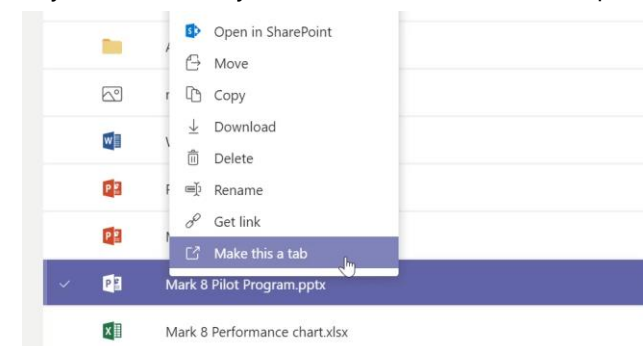 Open in SharePoint
Move
Copy
Download
Delete
Rename
Get link
Make this a tab
Mark 8 Pilot Program.pptx
Mark 8 Performance chart.xlsx